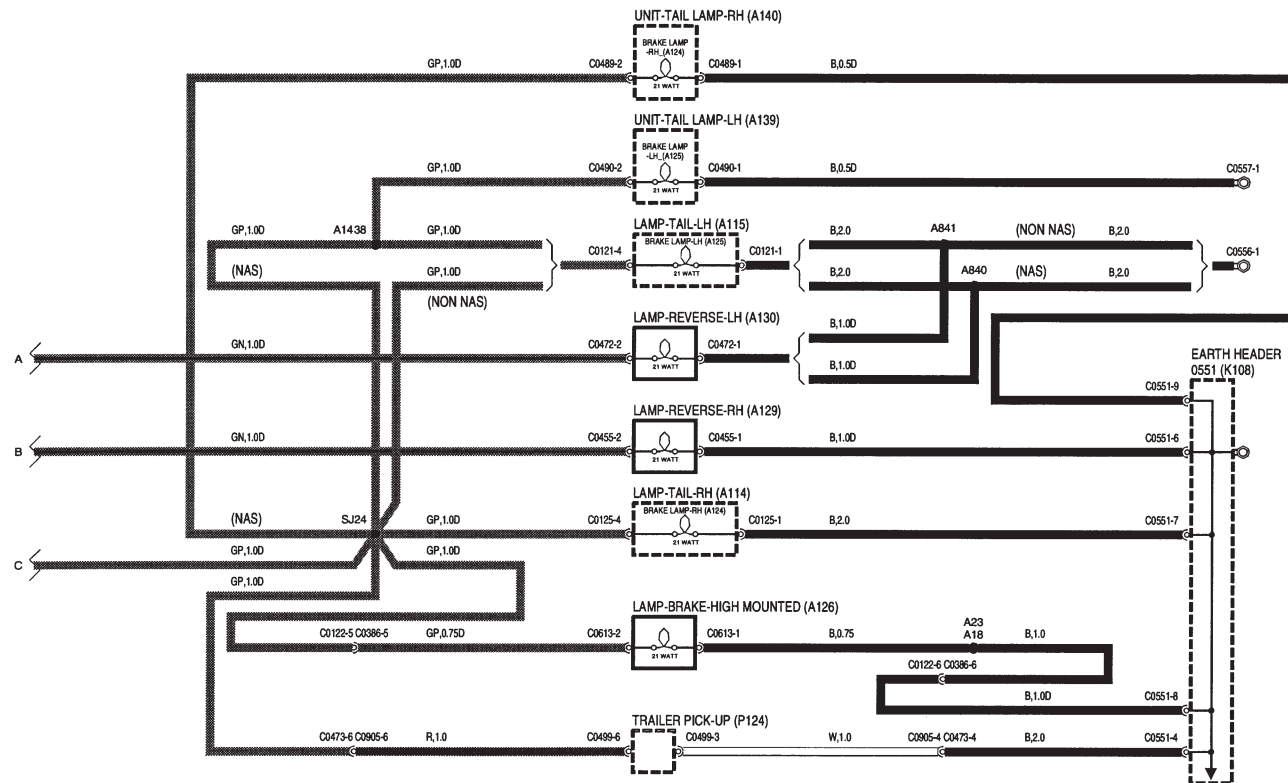 UNIT-TAIL LAMP-RH (A140)
BRAKE LAMP
-RH_(A124)
GP,1.0D C0489-2 C0489-1 B,0.5D
21 WATT
UNIT-TAIL LAMP-LH (A139)
BRAKE LAMP
-LH_(A125)
GP,1.0D C0490-2 C0490-1 B,0.5D C0557-1
21 WATT
LAMP-TAIL-LH (A115)
GP,1.0D A1438 GP,1.0D B,2.0 A841 (NON NAS) B,2.0
BRAKE LAMP-LH (A125)
C0121-4 C0121-1 C0556-1
21 WATT
(NAS) GP,1.0D B,2.0 A840 (NAS) B,2.0
(NON NAS)
LAMP-REVERSE-LH (A130)
B,1.0D
A GN,1.0D C0472-2 C0472-1
21 WATT
B,1.0D
EARTH HEADER
0551 (K108)
C0551-9
LAMP-REVERSE-RH (A129)
B GN,1.0D C0455-2 C0455-1 B,1.0D C0551-6
21 WATT
LAMP-TAIL-RH (A114)
BRAKE LAMP-RH (A124)
(NAS) SJ24 GP,1.0D C0125-4 C0125-1 B,2.0 C0551-7
21 WATT
C GP,1.0D GP,1.0D
GP,1.0D
LAMP-BRAKE-HIGH MOUNTED (A126)
A23
A18
C0122-5 C0386-5 GP,0.75D C0613-2 C0613-1 B,0.75 B,1.0
21 WATT
C0122-6 C0386-6
B,1.0D C0551-8
TRAILER PICK-UP (P124)
C0473-6 C0905-6 R,1.0 C0499-6 C0499-3 W,1.0 C0905-4 C0473-4 B,2.0 C0551-4